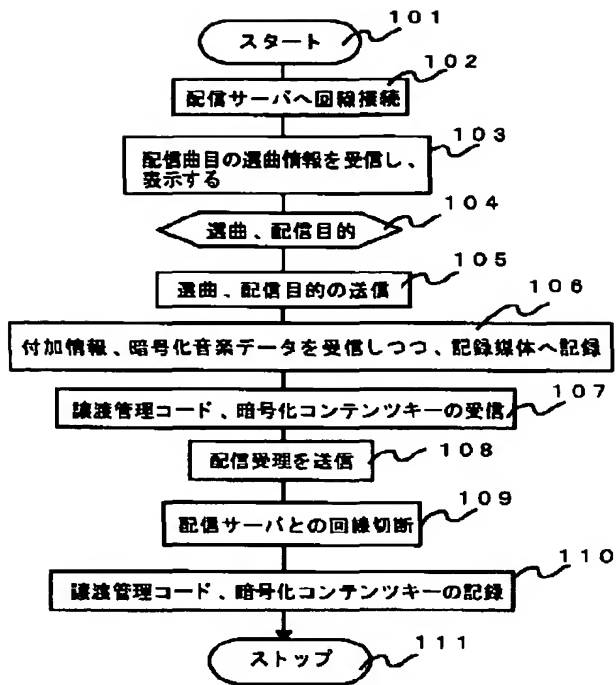 101
スタート
102
配信サーバへ回線接続
103
配信曲目の選曲情報を受信し、
表示する
104
選曲、配信目的
105
選曲、配信目的の送信
106
付加情報、暗号化音楽データを受信しつつ、記録媒体へ記録
107
譲渡管理コード、暗号化コンテンツキーの受信
108
配信受理を送信
109
配信サーバとの回線切断
110
譲渡管理コード、暗号化コンテンツキーの記録
111
ストップ